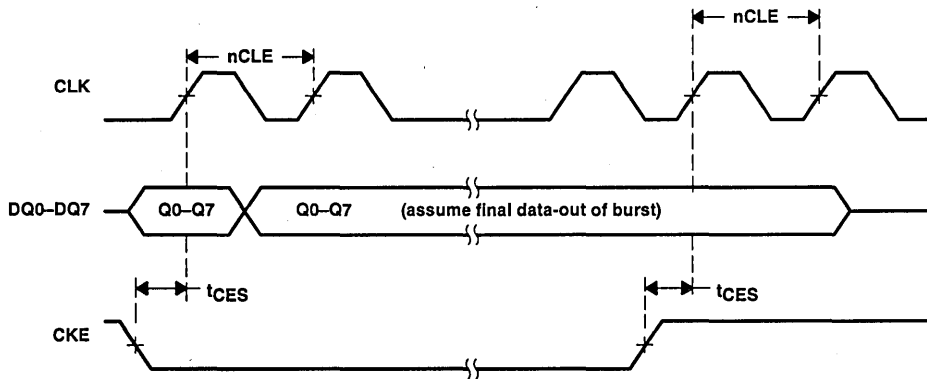 nCLE
nCLE
CLK
DQ0–DQ7
Q0–Q7
Q0–Q7
(assume final data-out of burst)
tCES
tCES
CKE